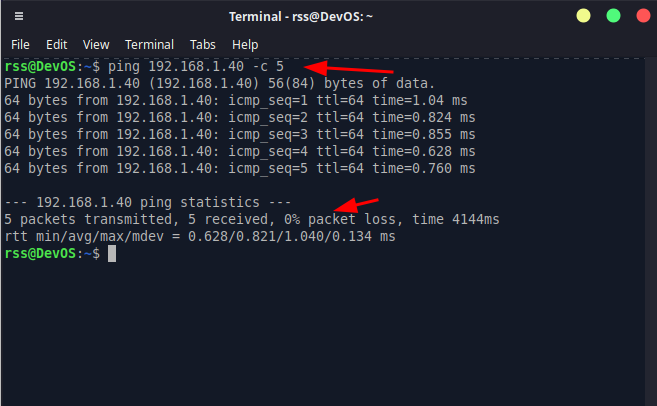 Terminal - rss@DevOS: ~
File Edit View Terminal Tabs Help
rss@DevOS:~$ ping 192.168.1.40 -c 5
PING 192.168.1.40 (192.168.1.40) 56(84) bytes of data.
64 bytes from 192.168.1.40: icmp_seq=1 ttl=64 time=1.04 ms
64 bytes from 192.168.1.40: icmp_seq=2 ttl=64 time=0.824 ms
64 bytes from 192.168.1.40: icmp_seq=3 ttl=64 time=0.855 ms
64 bytes from 192.168.1.40: icmp_seq=4 ttl=64 time=0.628 ms
64 bytes from 192.168.1.40: icmp_seq=5 ttl=64 time=0.760 ms
--- 192.168.1.40 ping statistics ---
5 packets transmitted, 5 received, 0% packet loss, time 4144ms
rtt min/avg/max/mdev = 0.628/0.821/1.040/0.134 ms
rss@DevOS:~$